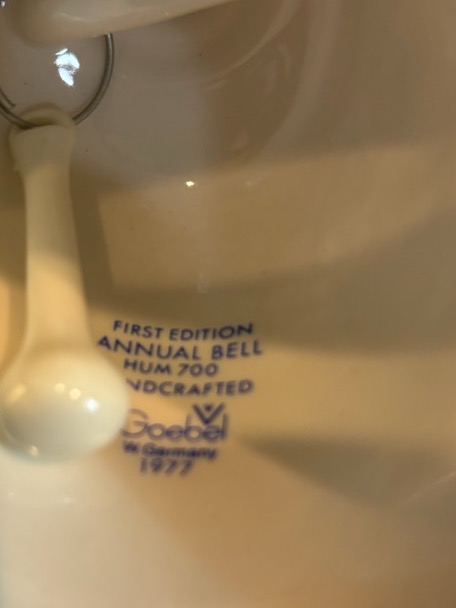 FIRST EDITION
ANNUAL BELL
HUM 700
NDCRAFTED
Goebel
W. Germany
1977